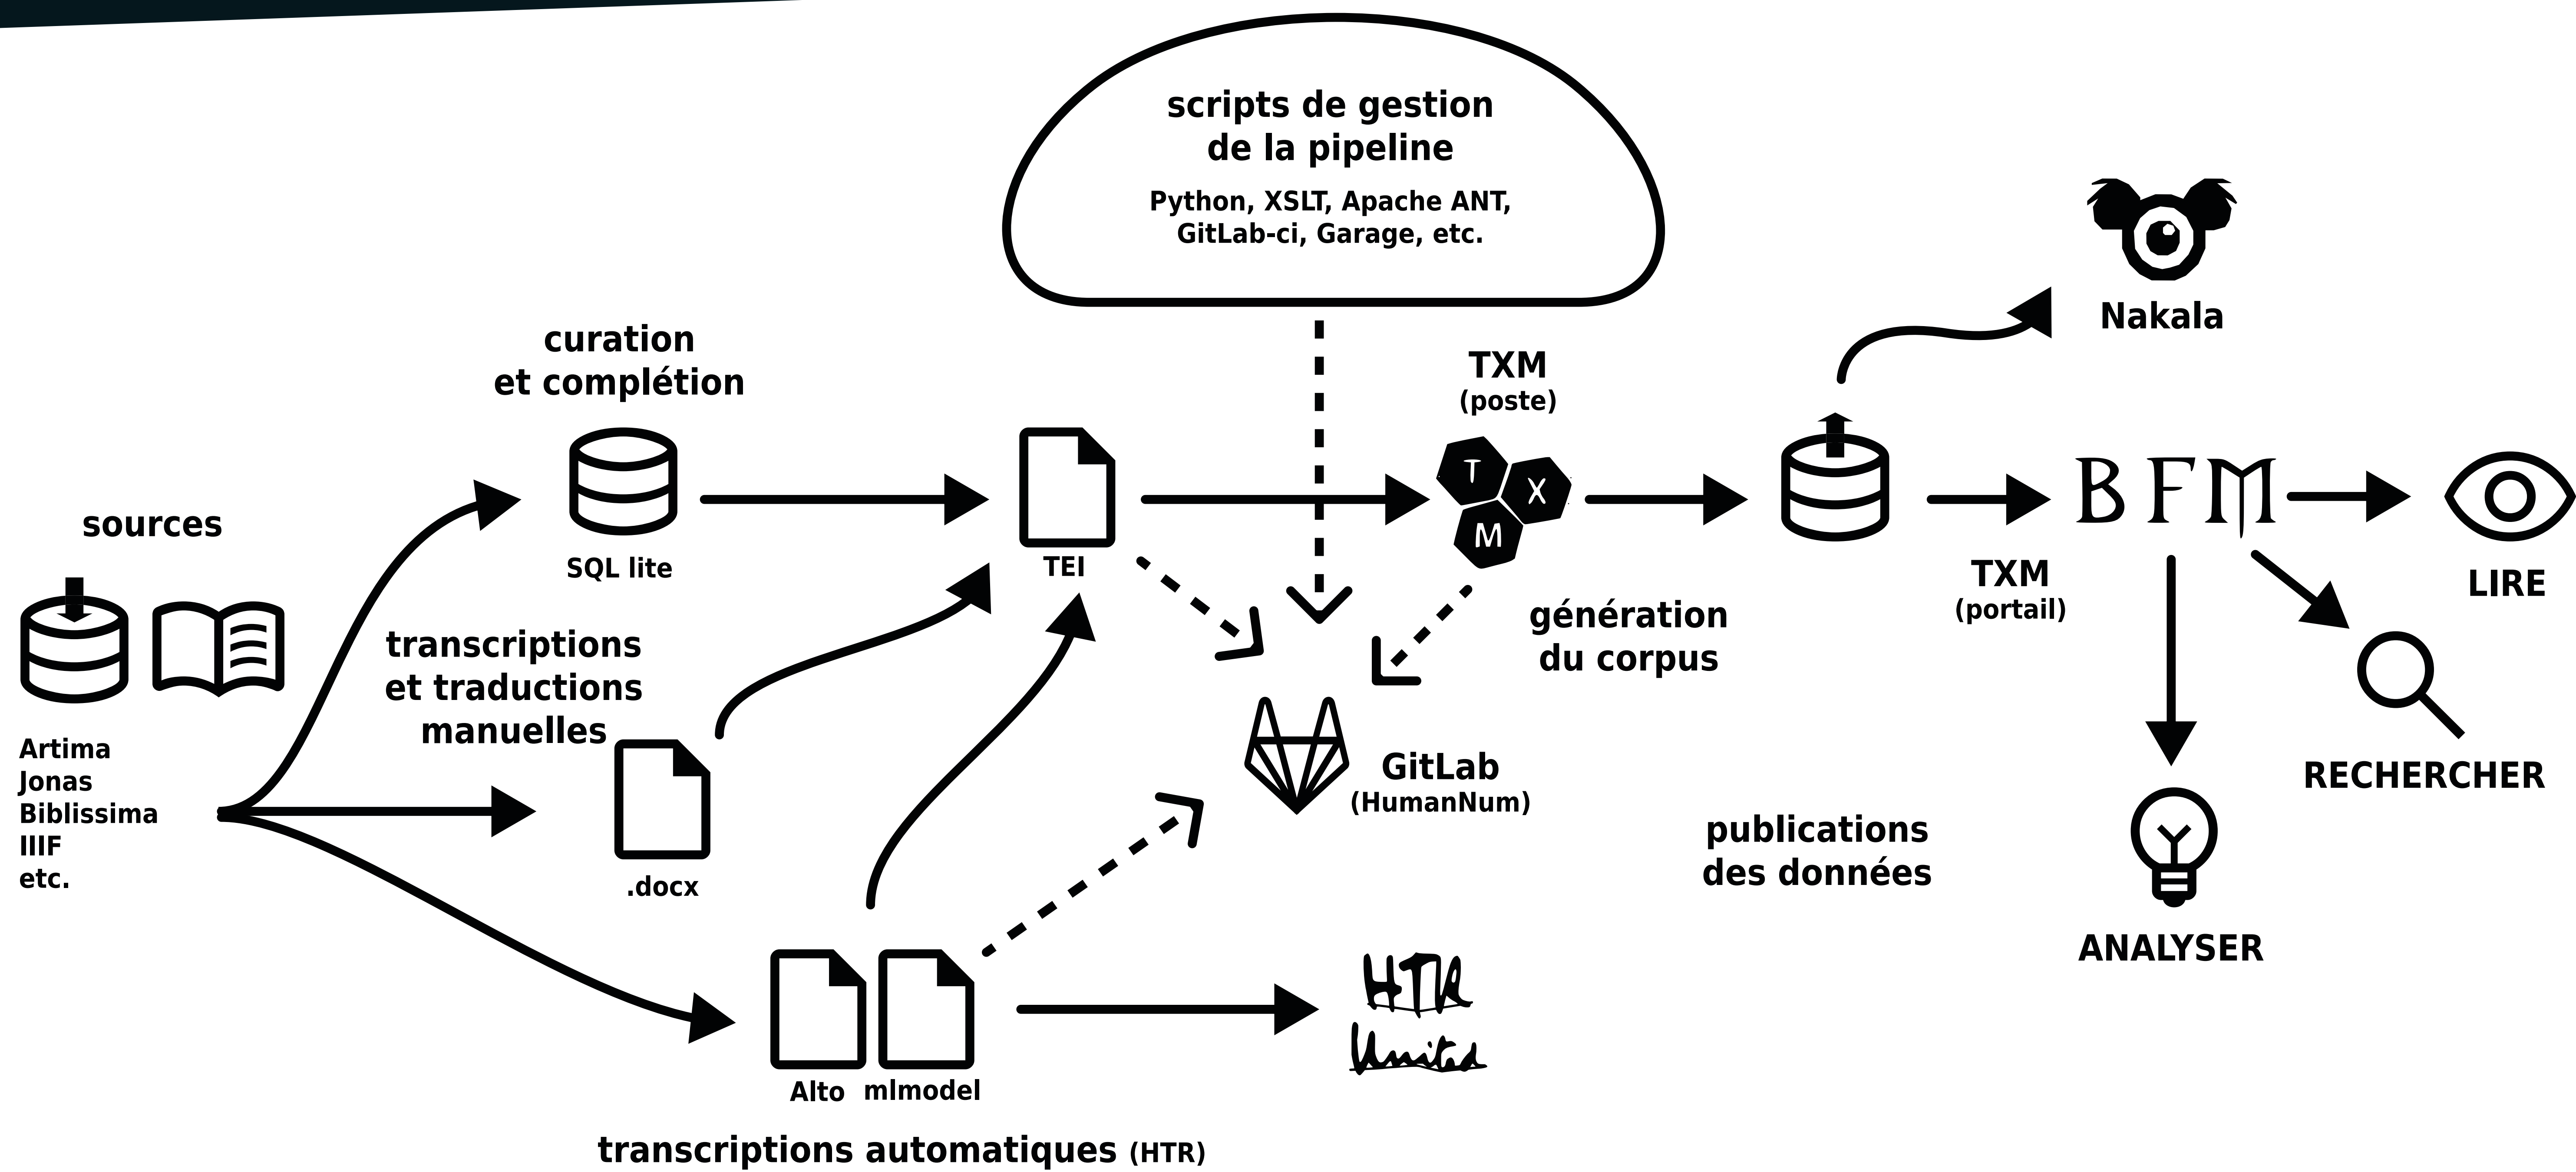 scripts de gestion
de la pipeline
Python, XSLT, Apache ANT,
GitLab-ci, Garage, etc.
Nakala
curation
et complétion
SQL lite
TEI
TXM
(poste)
T
X
M
TXM
(portail)
BFM
LIRE
sources
Artima
Jonas
Biblissima
IIIF
etc.
transcriptions
et traductions
manuelles
.docx
génération
du corpus
GitLab
(HumanNum)
RECHERCHER
publications
des données
ANALYSER
Alto
mlmodel
HTR
United
transcriptions automatiques (HTR)